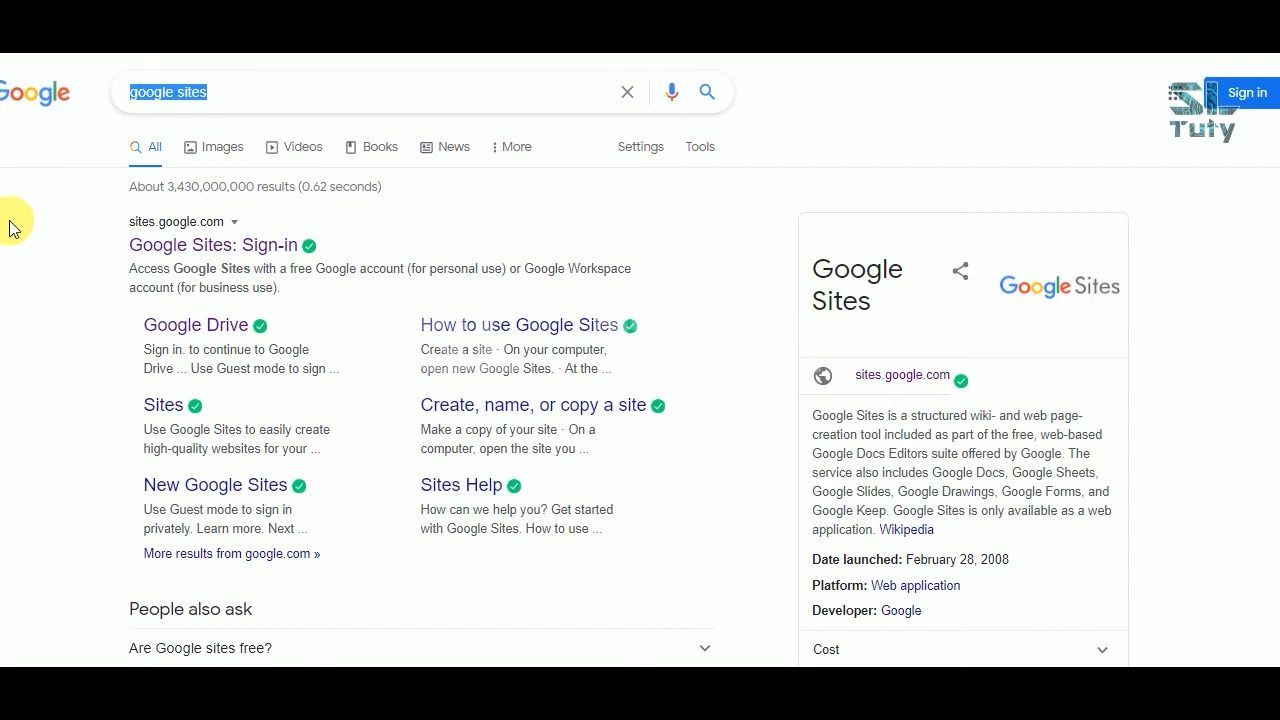 Google
google sites
SL Tuty
Sign in
All Images Videos Books News More Settings Tools
About 3,430,000,000 results (0.62 seconds)
sites.google.com
Google Sites: Sign-in
Access Google Sites with a free Google account (for personal use) or Google Workspace
account (for business use).
Google Drive
Sign in. to continue to Google
Drive ... Use Guest mode to sign ...
How to use Google Sites
Create a site · On your computer,
open new Google Sites. · At the ...
Sites
Use Google Sites to easily create
high-quality websites for your ...
Create, name, or copy a site
Make a copy of your site · On a
computer, open the site you ...
New Google Sites
Use Guest mode to sign in
privately. Learn more. Next ...
Sites Help
How can we help you? Get started
with Google Sites. How to use ...
More results from google.com »
People also ask
Are Google sites free?
Google
Sites
Google Sites
sites.google.com
Google Sites is a structured wiki- and web page-
creation tool included as part of the free, web-based
Google Docs Editors suite offered by Google. The
service also includes Google Docs, Google Sheets,
Google Slides, Google Drawings, Google Forms, and
Google Keep. Google Sites is only available as a web
application. Wikipedia
Date launched: February 28, 2008
Platform: Web application
Developer: Google
Cost